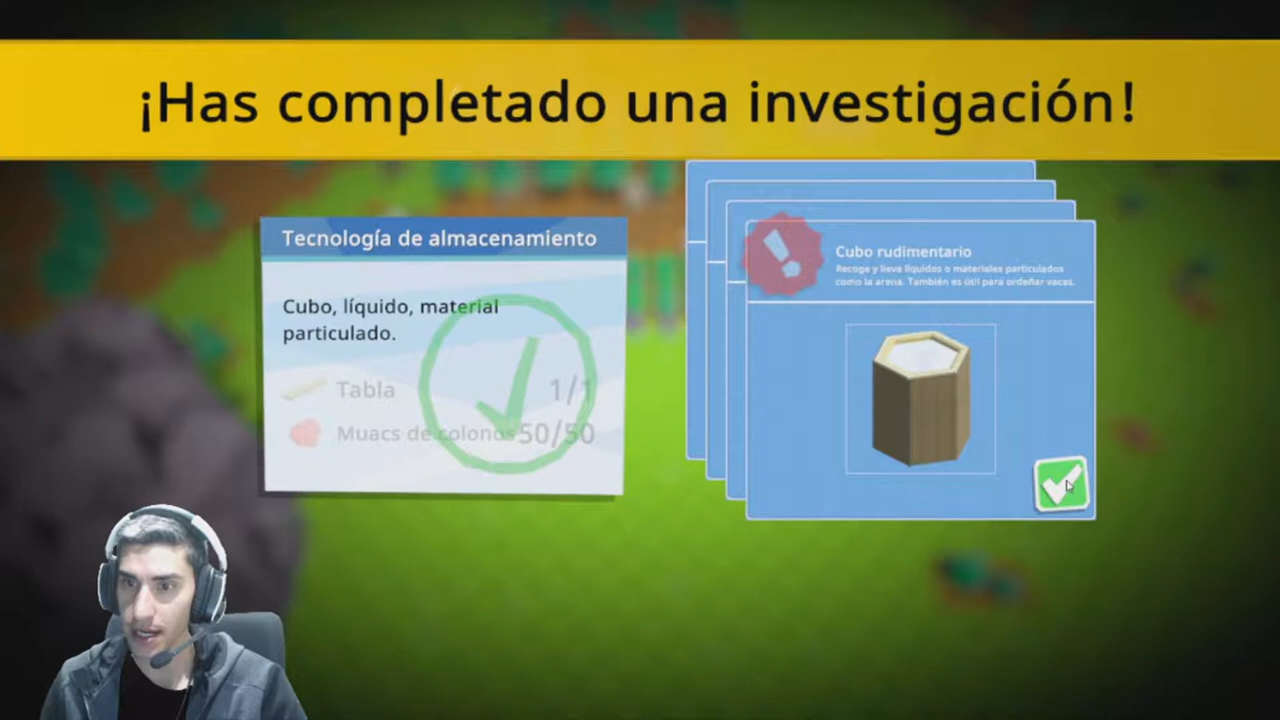 ¡Has completado una investigación!
Tecnología de almacenamiento
Cubo, líquido, material
particulado.
Tabla 1/1
Muacs de colonos 50/50
Cubo rudimentario
Recoge y lleva líquidos o materiales particulados
como la arena. También es útil para ordeñar vacas.